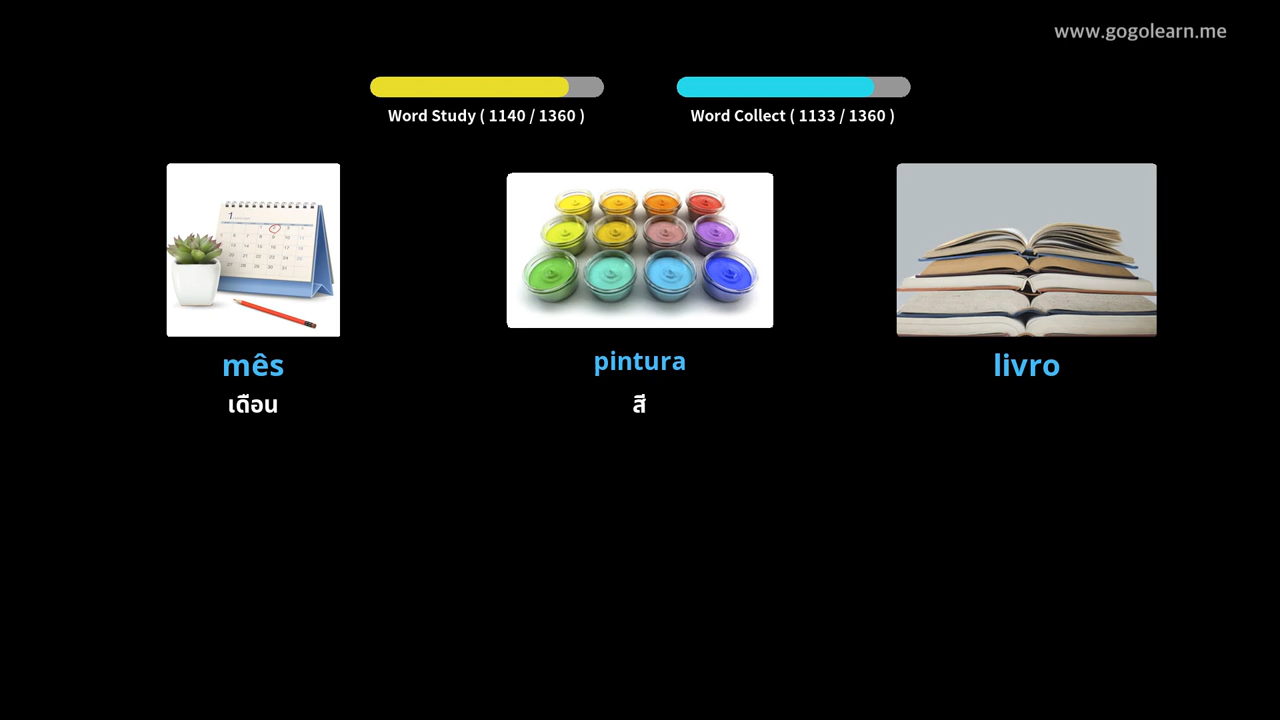 www.gogolearn.me
Word Study ( 1140 / 1360 )
Word Collect ( 1133 / 1360 )
mês
เดือน
pintura
สี
livro